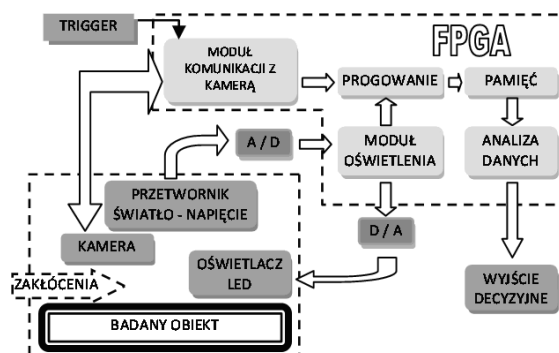 TRIGGER
FPGA
MODUŁ
KOMUNIKACJI Z
KAMERĄ
PROGOWANIE
PAMIĘĆ
A / D
MODUŁ
OŚWIETLENIA
ANALIZA
DANYCH
PRZETWORNIK
ŚWIATŁO - NAPIĘCIE
KAMERA
D / A
OŚWIETLACZ
LED
ZAKŁÓCENIA
WYJŚCIE
DECYZYJNE
BADANY OBIEKT